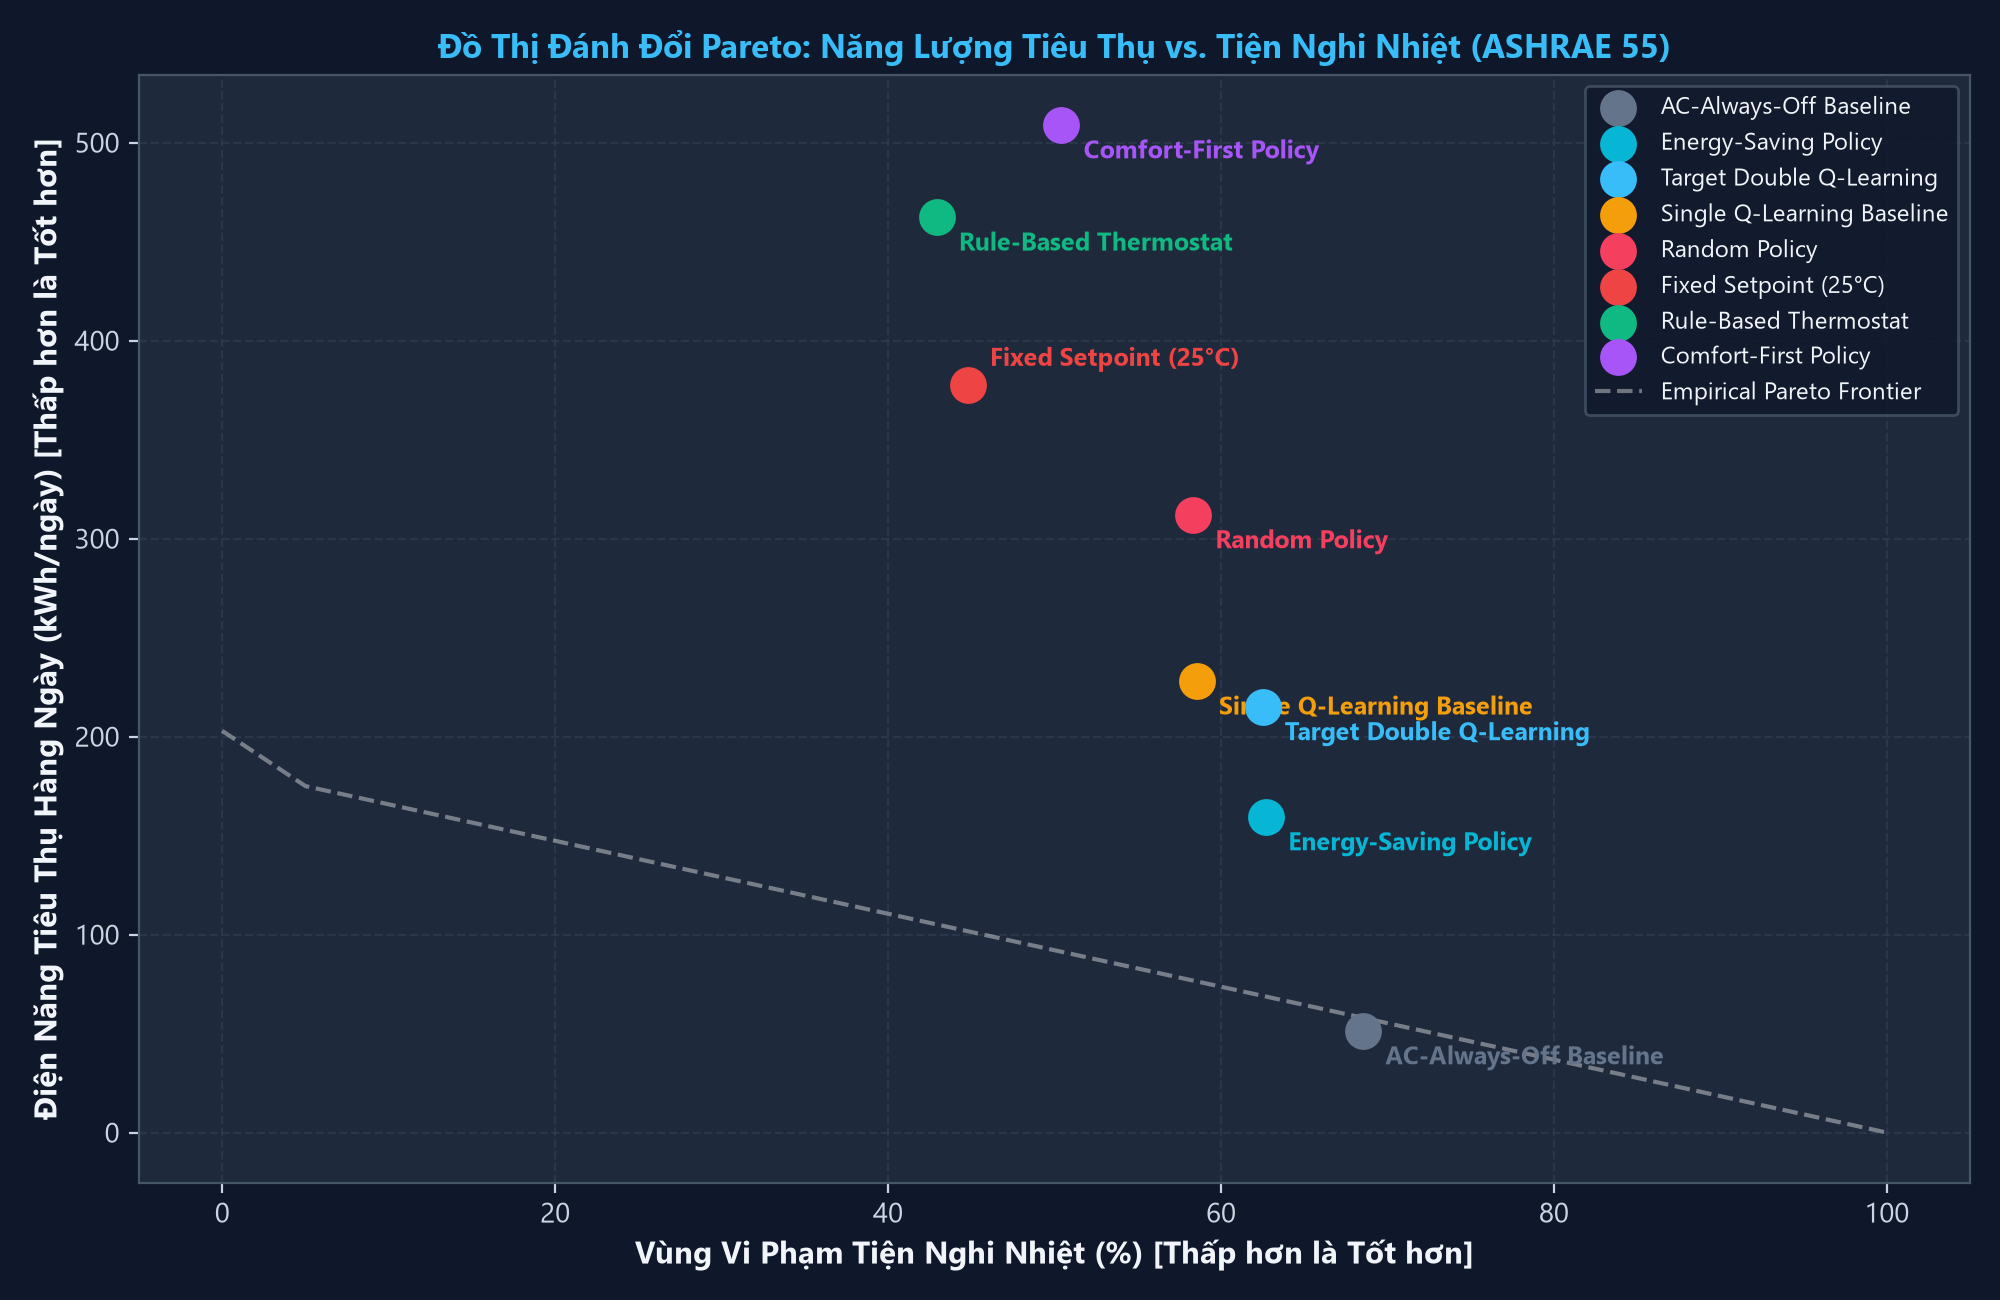 Đồ Thị Đánh Đổi Pareto: Năng Lượng Tiêu Thụ vs. Tiện Nghi Nhiệt (ASHRAE 55)
Điện Năng Tiêu Thụ Hàng Ngày (kWh/ngày) [Thấp hơn là Tốt hơn]
500
400
300
200
100
0
Comfort-First Policy
Rule-Based Thermostat
Fixed Setpoint (25°C)
Random Policy
Single Q-Learning Baseline
Target Double Q-Learning
Energy-Saving Policy
AC-Always-Off Baseline
AC-Always-Off Baseline
Energy-Saving Policy
Target Double Q-Learning
Single Q-Learning Baseline
Random Policy
Fixed Setpoint (25°C)
Rule-Based Thermostat
Comfort-First Policy
Empirical Pareto Frontier
0 20 40 60 80 100
Vùng Vi Phạm Tiện Nghi Nhiệt (%) [Thấp hơn là Tốt hơn]